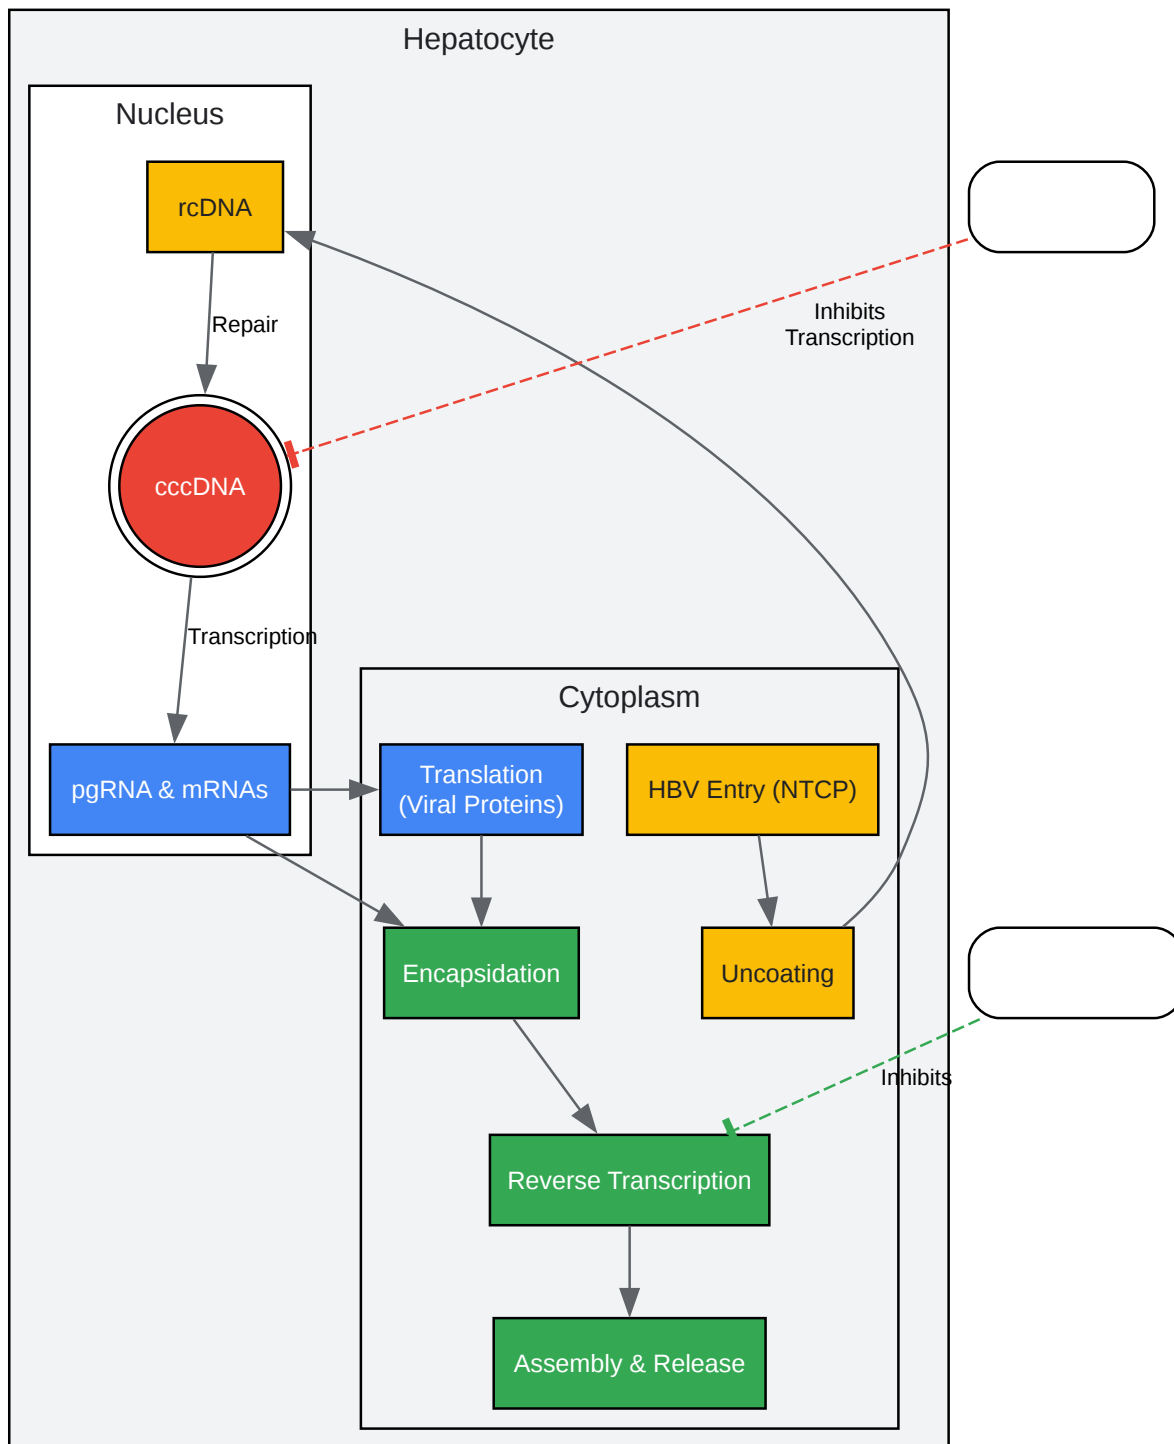 Hepatocyte
Nucleus
rcDNA
Repair
Inhibits
Transcription
cccDNA
Transcription
Cytoplasm
pgRNA & mRNAs
Translation
(Viral Proteins)
HBV Entry (NTCP)
Encapsidation
Uncoating
Inhibits
Reverse Transcription
Assembly & Release